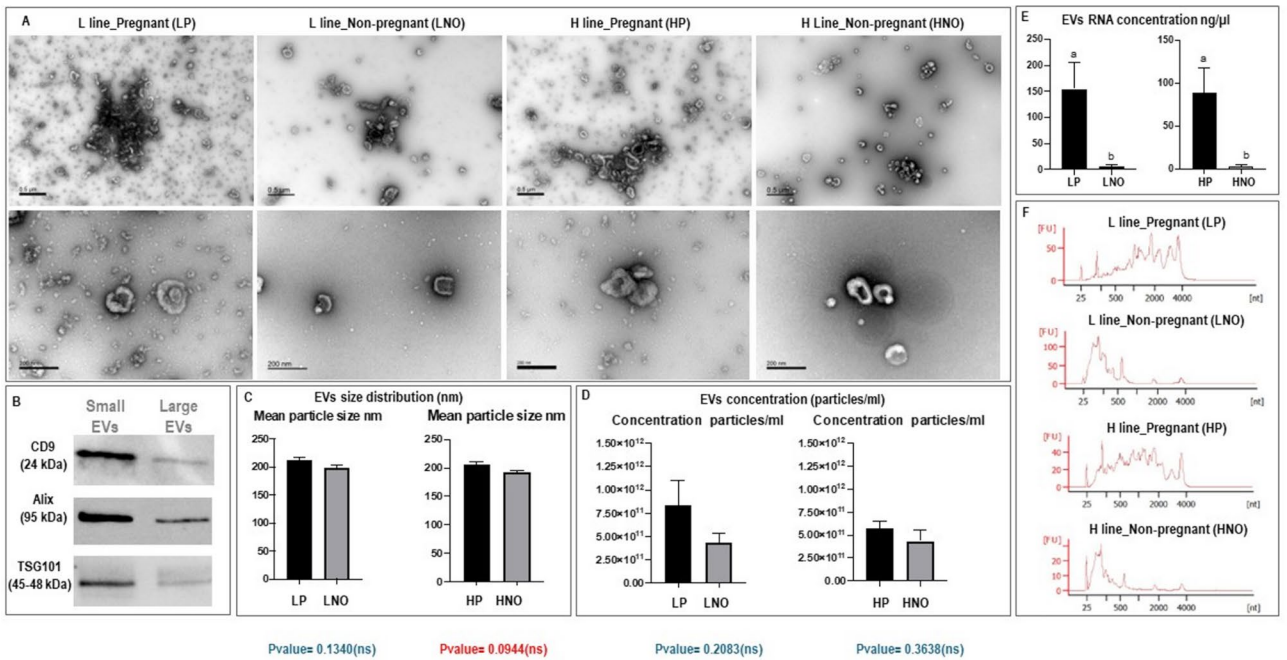 A
L line_Pregnant (LP)
L line_Non-pregnant (LNO)
H line_Pregnant (HP)
H Line_Non-pregnant (HNO)
0.5 µm
0.5 µm
0.5 µm
0.5 µm
200 nm
200 nm
B
Small EVs
Large EVs
CD9
(24 kDa)
Alix
(95 kDa)
TSG101
(45-48 kDa)
C
EVs size distribution (nm)
Mean particle size nm
250
200
150
100
50
0
LP LNO
Mean particle size nm
250
200
150
100
50
0
HP HNO
D
EVs concentration (particles/ml)
Concentration particles/ml
1.50×10¹²
1.25×10¹²
1.00×10¹²
7.50×10¹¹
5.00×10¹¹
2.50×10¹¹
0.00
LP LNO
Concentration particles/ml
1.50×10¹²
1.25×10¹²
1.00×10¹²
7.50×10¹¹
5.00×10¹¹
2.50×10¹¹
0.00
HP HNO
E
EVs RNA concentration ng/µl
250
200
150
100
50
0
a
b
LP LNO
150
100
50
0
a
b
HP HNO
F
L line_Pregnant (LP)
[FU]
50
0
25 500 2000 4000 [nt]
L line_Non-pregnant (LNO)
[FU]
100
50
0
25 500 2000 4000 [nt]
H line_Pregnant (HP)
[FU]
40
20
0
25 500 2000 4000 [nt]
H line_Non-pregnant (HNO)
[FU]
20
10
0
25 500 2000 4000 [nt]
Pvalue= 0.1340(ns)
Pvalue= 0.0944(ns)
Pvalue= 0.2083(ns)
Pvalue= 0.3638(ns)